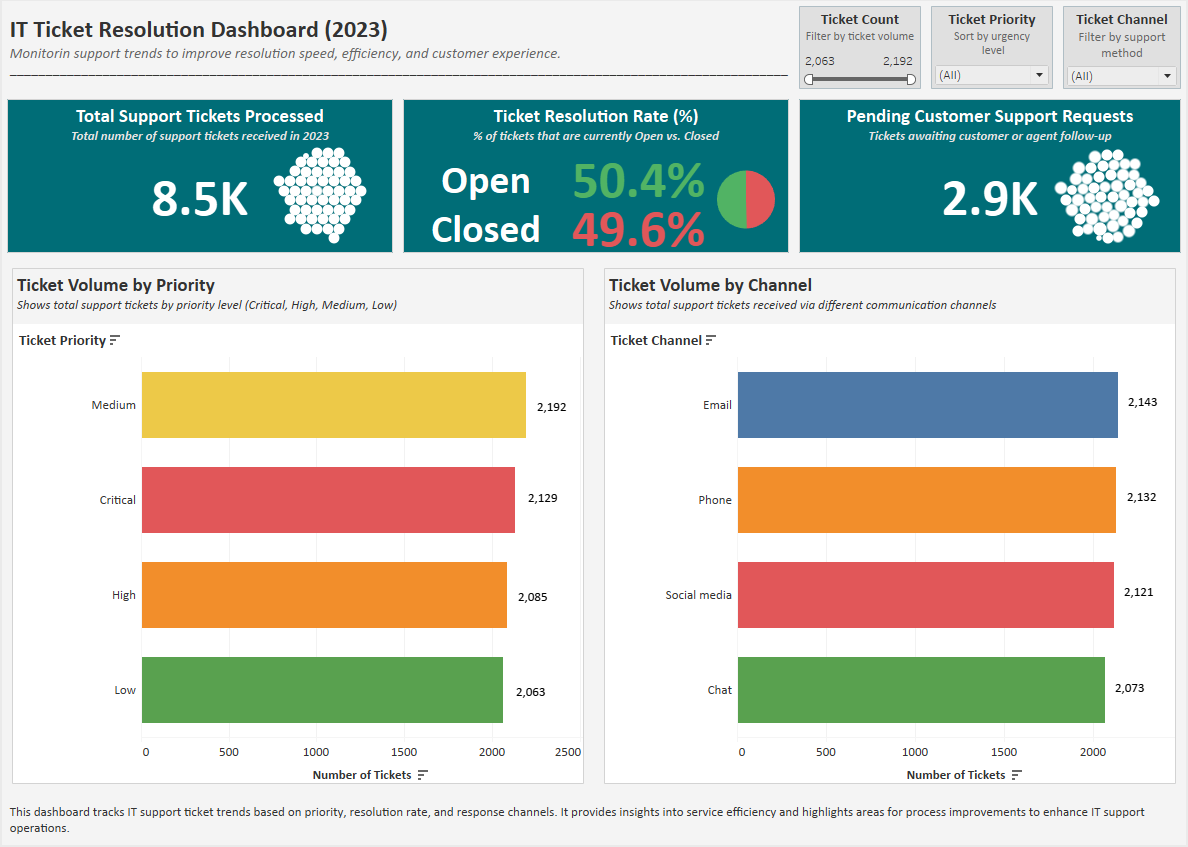 IT Ticket Resolution Dashboard (2023)
Monitorin support trends to improve resolution speed, efficiency, and customer experience.
Ticket Count
Filter by ticket volume
2,063 2,192
Ticket Priority
Sort by urgency
level
(All)
Ticket Channel
Filter by support
method
(All)
Total Support Tickets Processed
Total number of support tickets received in 2023
8.5K
Ticket Resolution Rate (%)
% of tickets that are currently Open vs. Closed
Open 50.4%
Closed 49.6%
Pending Customer Support Requests
Tickets awaiting customer or agent follow-up
2.9K
Ticket Volume by Priority
Shows total support tickets by priority level (Critical, High, Medium, Low)
Ticket Priority
Medium 2,192
Critical 2,129
High 2,085
Low 2,063
0 500 1000 1500 2000 2500
Number of Tickets
Ticket Volume by Channel
Shows total support tickets received via different communication channels
Ticket Channel
Email 2,143
Phone 2,132
Social media 2,121
Chat 2,073
0 500 1000 1500 2000
Number of Tickets
This dashboard tracks IT support ticket trends based on priority, resolution rate, and response channels. It provides insights into service efficiency and highlights areas for process improvements to enhance IT support
operations.